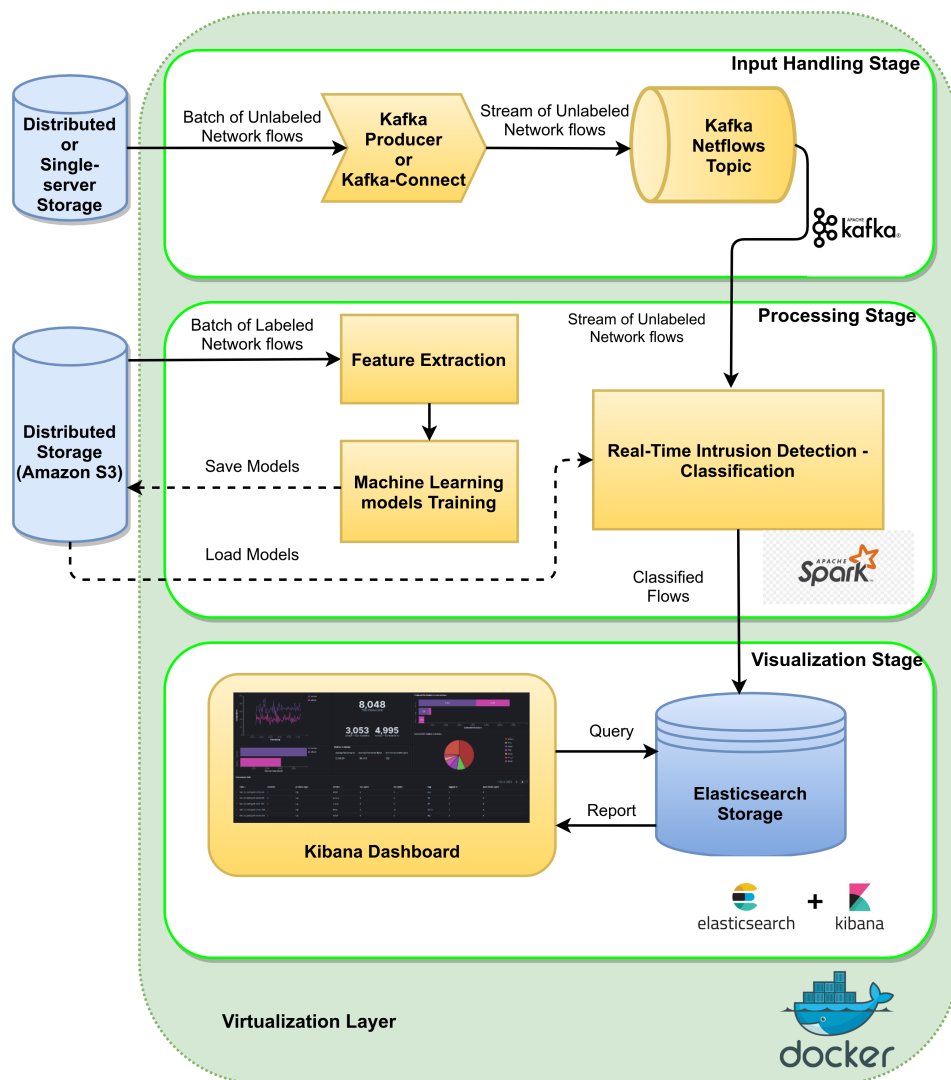 Input Handling Stage
Distributed
or
Single-
server
Storage
Batch of Unlabeled
Network flows
Kafka
Producer
or
Kafka-Connect
Stream of Unlabeled
Network flows
Kafka
Netflows
Topic
APACHE
kafka®
Processing Stage
Batch of Labeled
Network flows
Feature Extraction
Stream of Unlabeled
Network flows
Distributed
Storage
(Amazon S3)
Save Models
Machine Learning
models Training
Real-Time Intrusion Detection -
Classification
Load Models
APACHE
Spark
Classified
Flows
Visualization Stage
8,048
3,053
4,995
Kibana Dashboard
Query
Report
Elasticsearch
Storage
elasticsearch
+
kibana
Virtualization Layer
docker